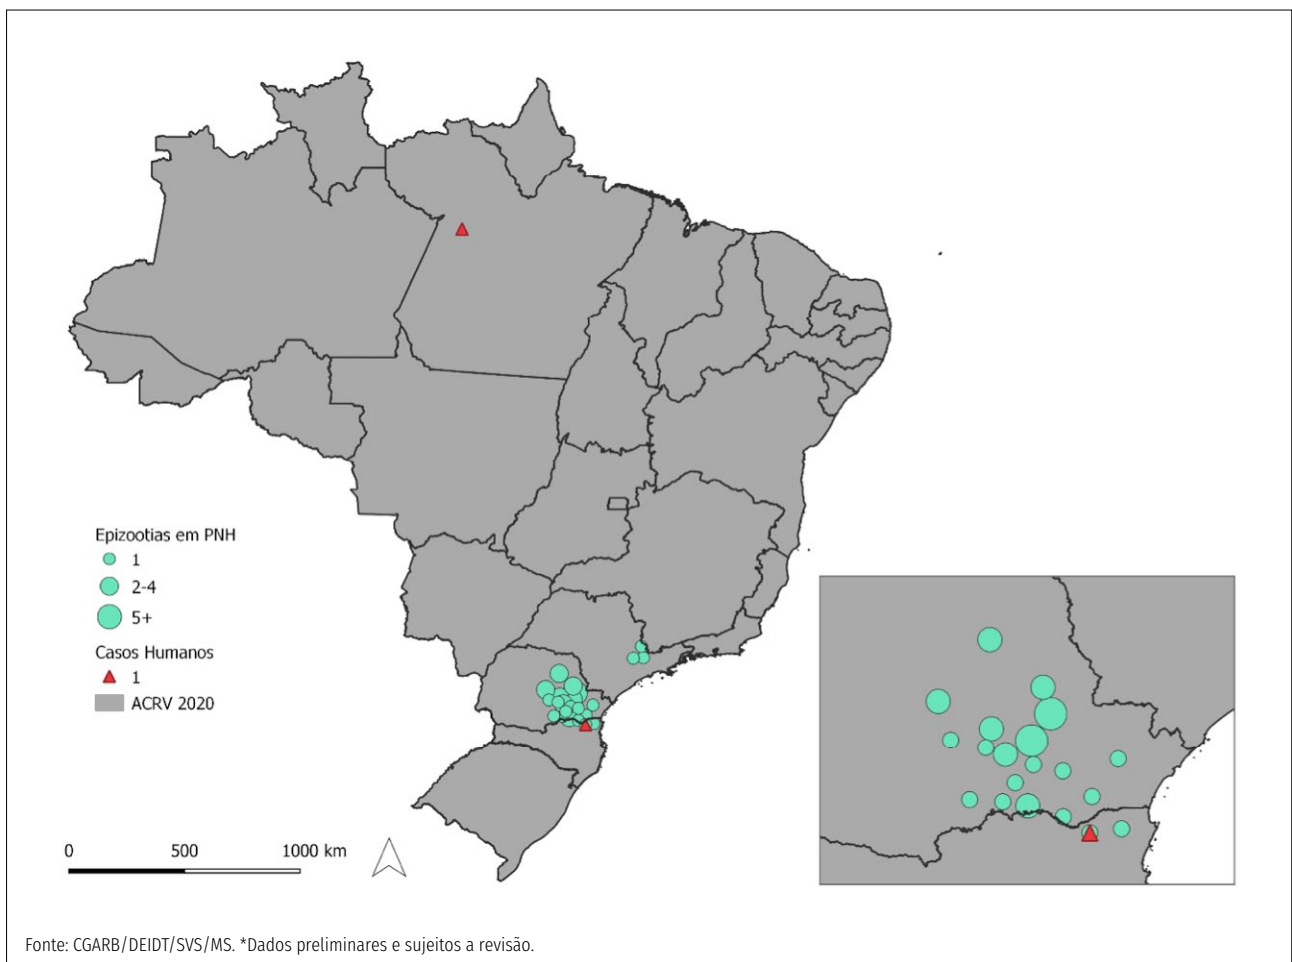 Epizootias em PNH
1
2-4
5+
Casos Humanos
1
ACRV 2020
0 500 1000 km
Fonte: CGARB/DEIDT/SVS/MS. *Dados preliminares e sujeitos a revisão.